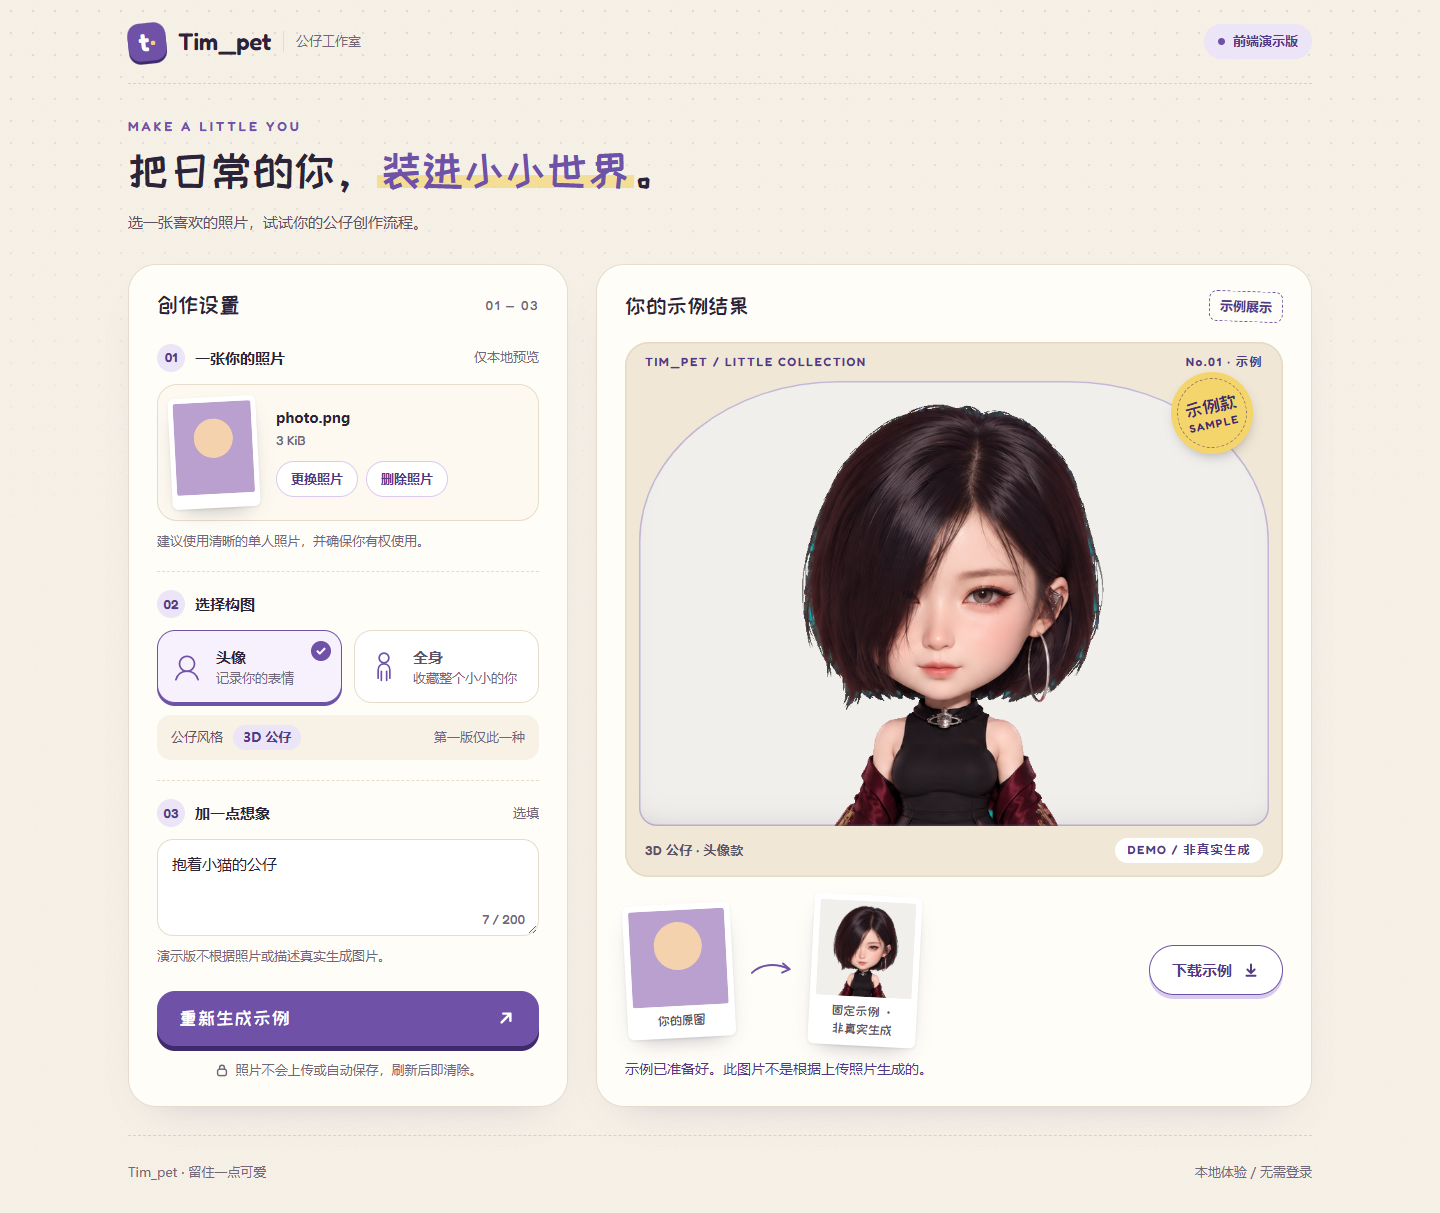 t
Tim_pet
公仔工作室
前端演示版
MAKE A LITTLE YOU
把日常的你，装进小小世界。
选一张喜欢的照片，试试你的公仔创作流程。
创作设置
01 — 03
01 一张你的照片
仅本地预览
photo.png
3 KiB
更换照片
删除照片
建议使用清晰的单人照片，并确保你有权使用。
02 选择构图
头像
记录你的表情
全身
收藏整个小小的你
公仔风格
3D 公仔
第一版仅此一种
03 加一点想象
选填
抱着小猫的公仔
7 / 200
演示版不根据照片或描述真实生成图片。
重新生成示例
照片不会上传或自动保存，刷新后即清除。
你的示例结果
示例展示
TIM_PET / LITTLE COLLECTION
No.01 · 示例
示例款
SAMPLE
3D 公仔 · 头像款
DEMO / 非真实生成
你的原图
固定示例 ·
非真实生成
下载示例
示例已准备好。此图片不是根据上传照片生成的。
Tim_pet · 留住一点可爱
本地体验 / 无需登录